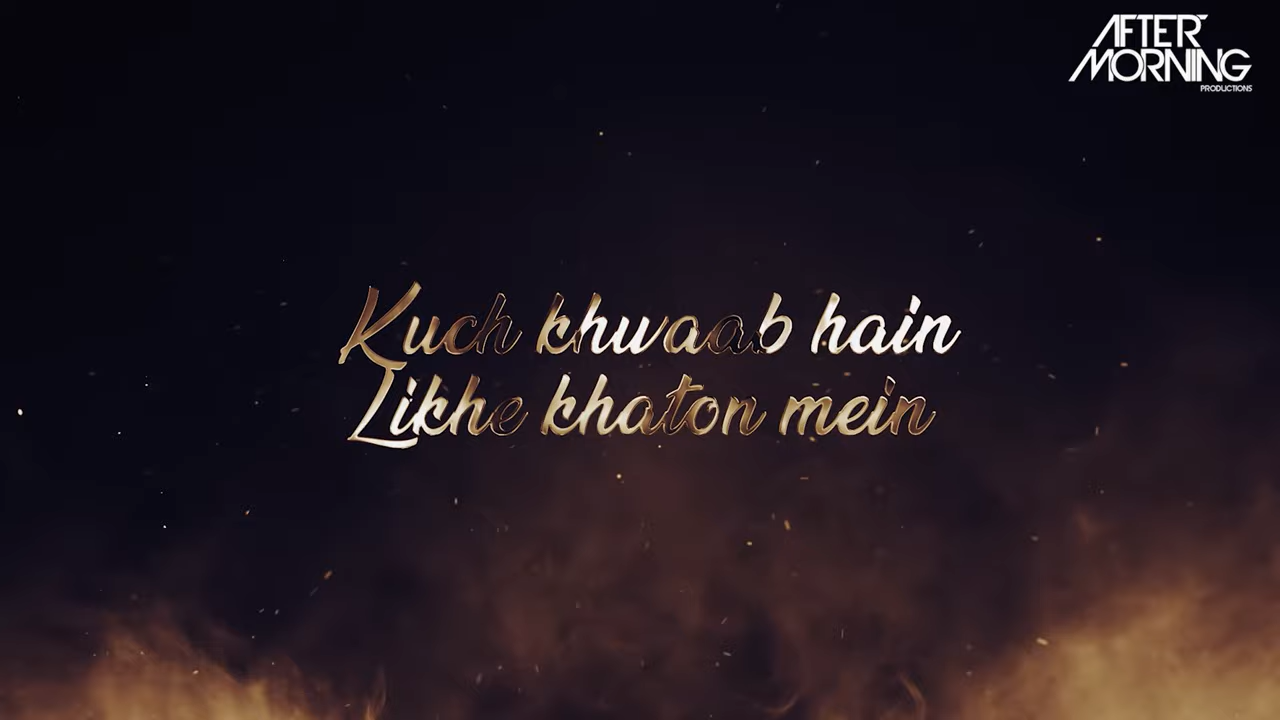 AFTER
MORNING
PRODUCTIONS
Kuch khwaab hain
Likhe khaton mein